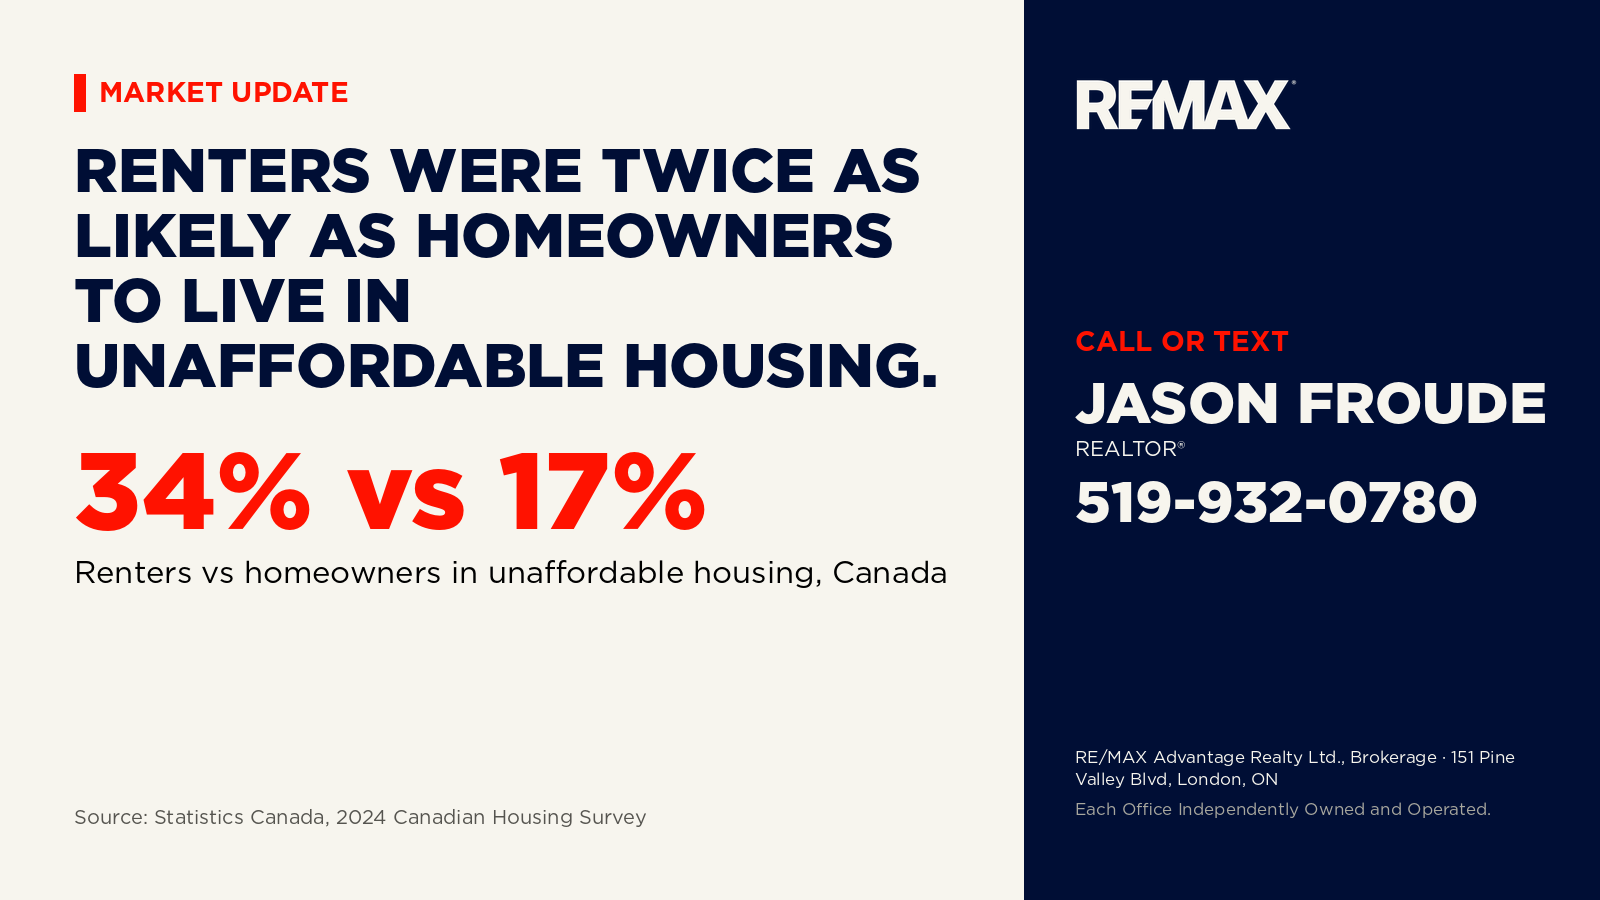 MARKET UPDATE
RENTERS WERE TWICE AS
LIKELY AS HOMEOWNERS
TO LIVE IN
UNAFFORDABLE HOUSING.
34% vs 17%
Renters vs homeowners in unaffordable housing, Canada
Source: Statistics Canada, 2024 Canadian Housing Survey
REMAX®
CALL OR TEXT
JASON FROUDE
REALTOR®
519-932-0780
RE/MAX Advantage Realty Ltd., Brokerage · 151 Pine
Valley Blvd, London, ON
Each Office Independently Owned and Operated.